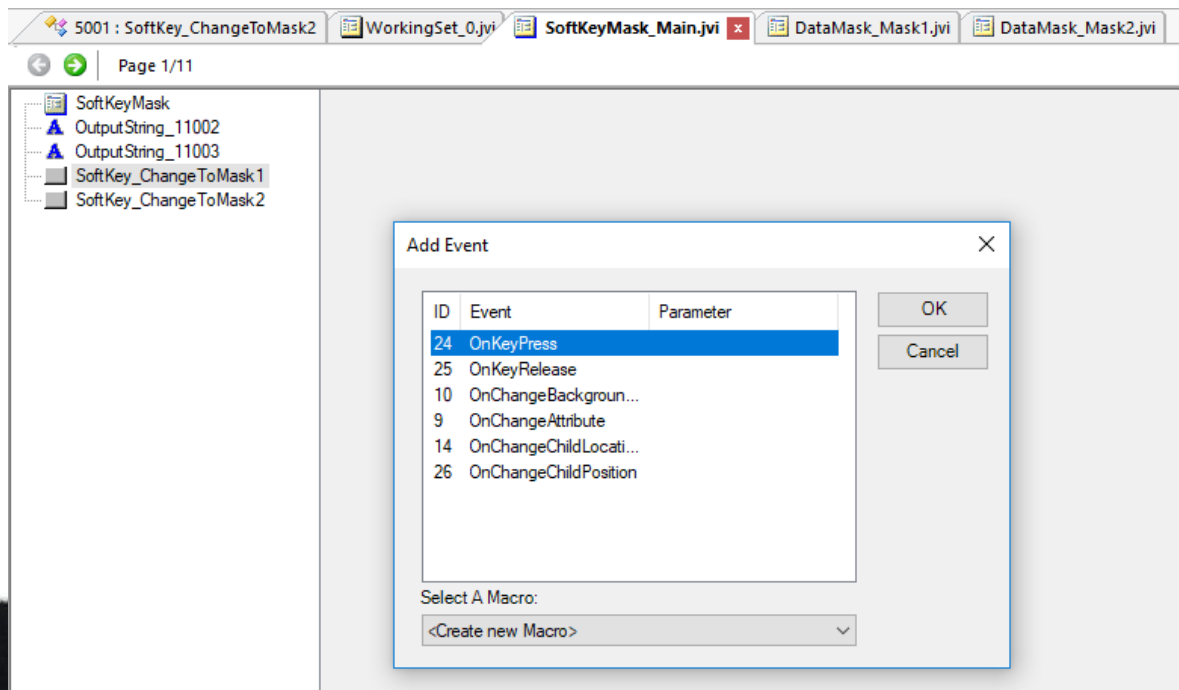 5001 : SoftKey_ChangeToMask2 WorkingSet_0.jvi SoftKeyMask_Main.jvi x DataMask_Mask1.jvi DataMask_Mask2.jvi
Page 1/11
SoftKeyMask
A OutputString_11002
A OutputString_11003
SoftKey_ChangeToMask1
SoftKey_ChangeToMask2
Add Event
ID Event Parameter
24 OnKeyPress
25 OnKeyRelease
10 OnChangeBackgroun...
9 OnChangeAttribute
14 OnChangeChildLocati...
26 OnChangeChildPosition
OK
Cancel
Select A Macro:
<Create new Macro>